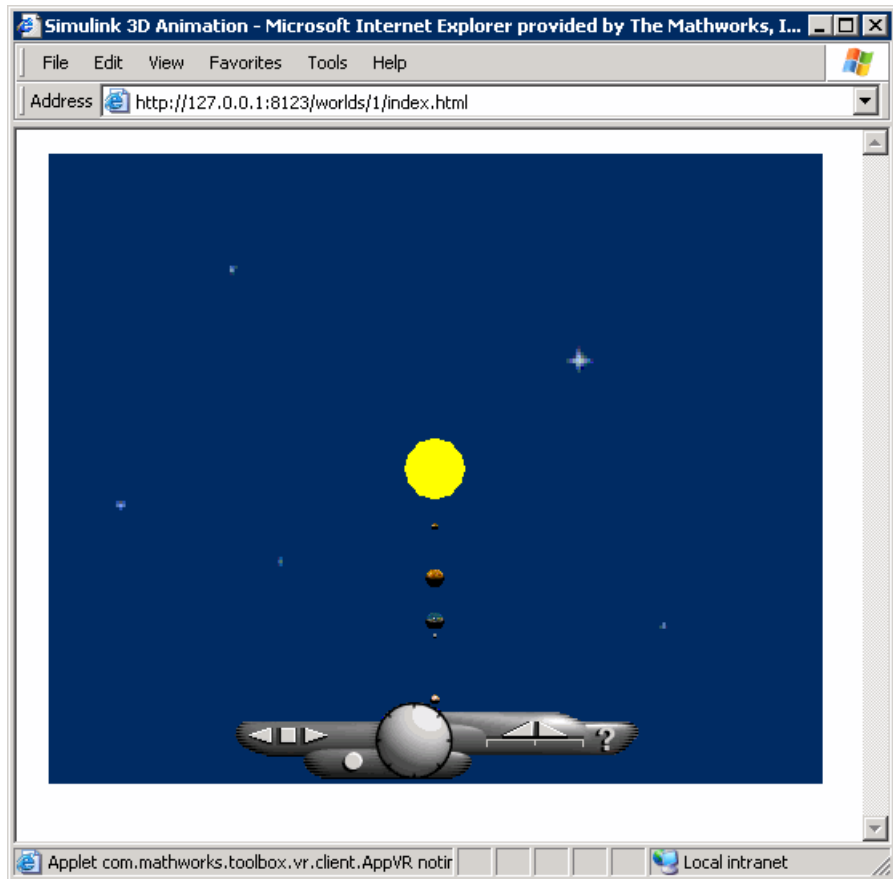 Simulink 3D Animation - Microsoft Internet Explorer provided by The Mathworks, I...
File Edit View Favorites Tools Help
Address http://127.0.0.1:8123/worlds/1/index.html
?
Applet com.mathworks.toolbox.vr.client.AppVR notir Local intranet